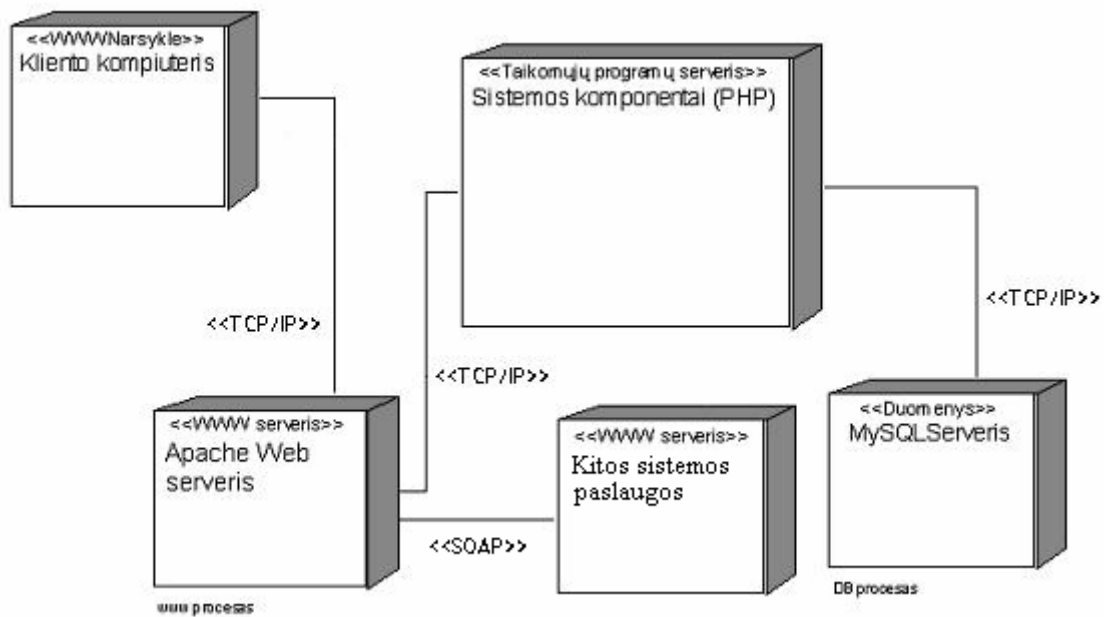 <<WWWNarsykle>>
Kliento kompiuteris
<<Taikomųjų programų serveris>>
Sistemos komponentai (PHP)
<<TCP/IP>>
<<TCP/IP>>
<<TCP/IP>>
<<WWW serveris>>
Apache Web
serveris
<<SOAP>>
<<WWW serveris>>
Kitos sistemos
paslaugos
<<Duomenys>>
MySQLServeris
www procesas
DB procesas